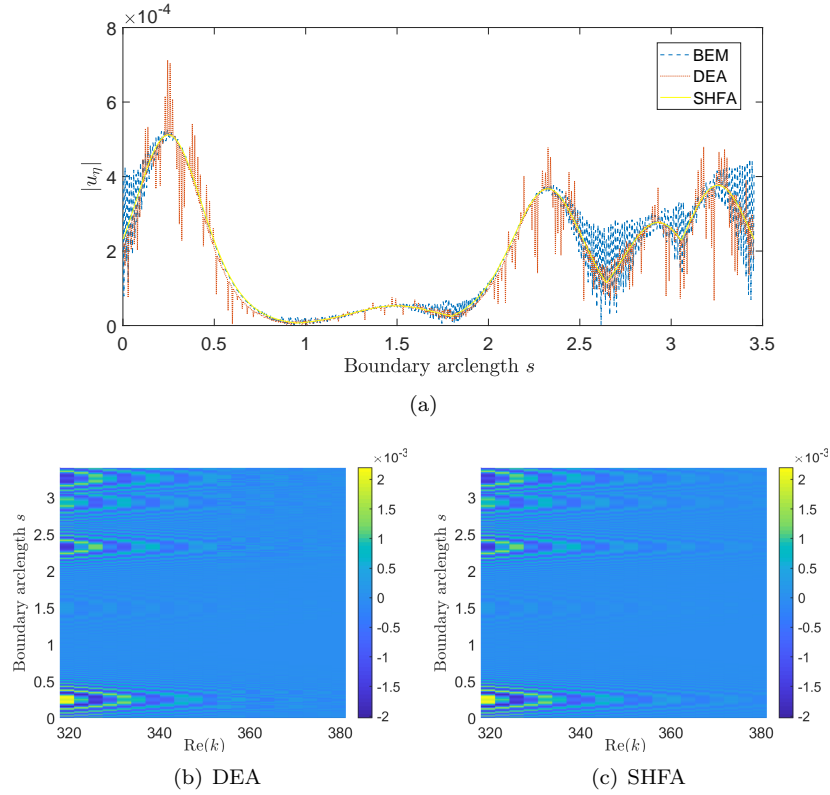 ×10⁻⁴
8
6
4
2
0
|u_η|
BEM
DEA
SHFA
0 0.5 1 1.5 2 2.5 3 3.5
Boundary arclength s
(a)
×10⁻³
3
2.5
2
1.5
1
0.5
0
Boundary arclength s
2
1.5
1
0.5
0
-0.5
-1
-1.5
-2
320 340 360 380
Re(k)
(b) DEA
×10⁻³
3
2.5
2
1.5
1
0.5
0
Boundary arclength s
2
1.5
1
0.5
0
-0.5
-1
-1.5
-2
320 340 360 380
Re(k)
(c) SHFA